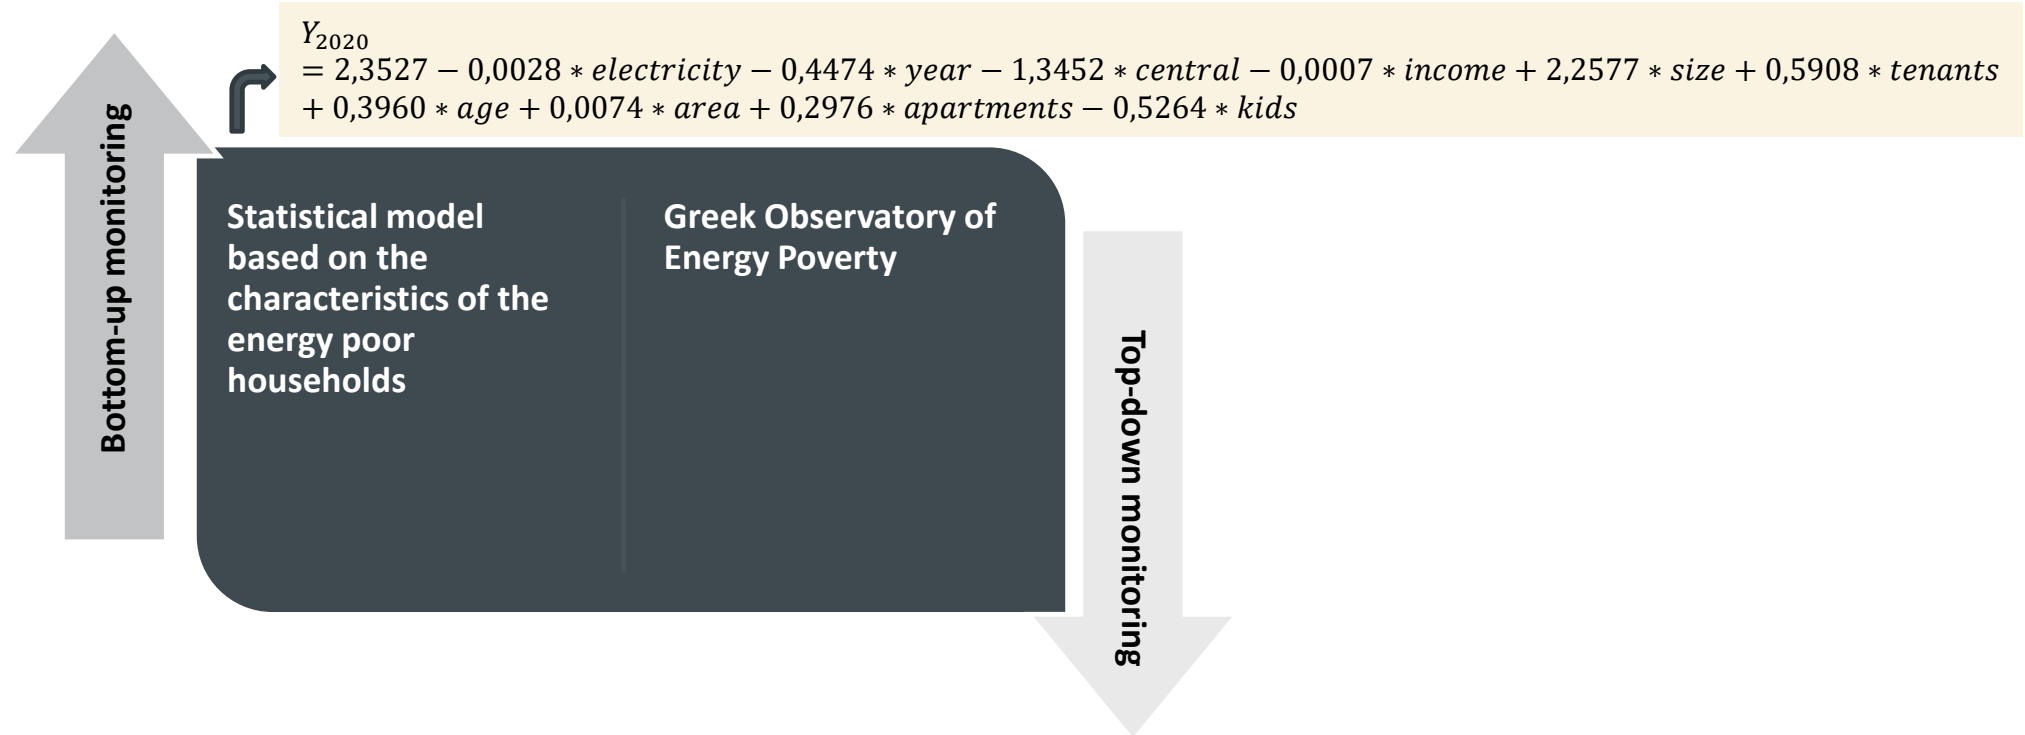 Y₂₀₂₀
= 2,3527 − 0,0028 ∗ electricity − 0,4474 ∗ year − 1,3452 ∗ central − 0,0007 ∗ income + 2,2577 ∗ size + 0,5908 ∗ tenants
+ 0,3960 ∗ age + 0,0074 ∗ area + 0,2976 ∗ apartments − 0,5264 ∗ kids
Bottom-up monitoring
Statistical model
based on the
characteristics of the
energy poor
households
Greek Observatory of
Energy Poverty
Top-down monitoring